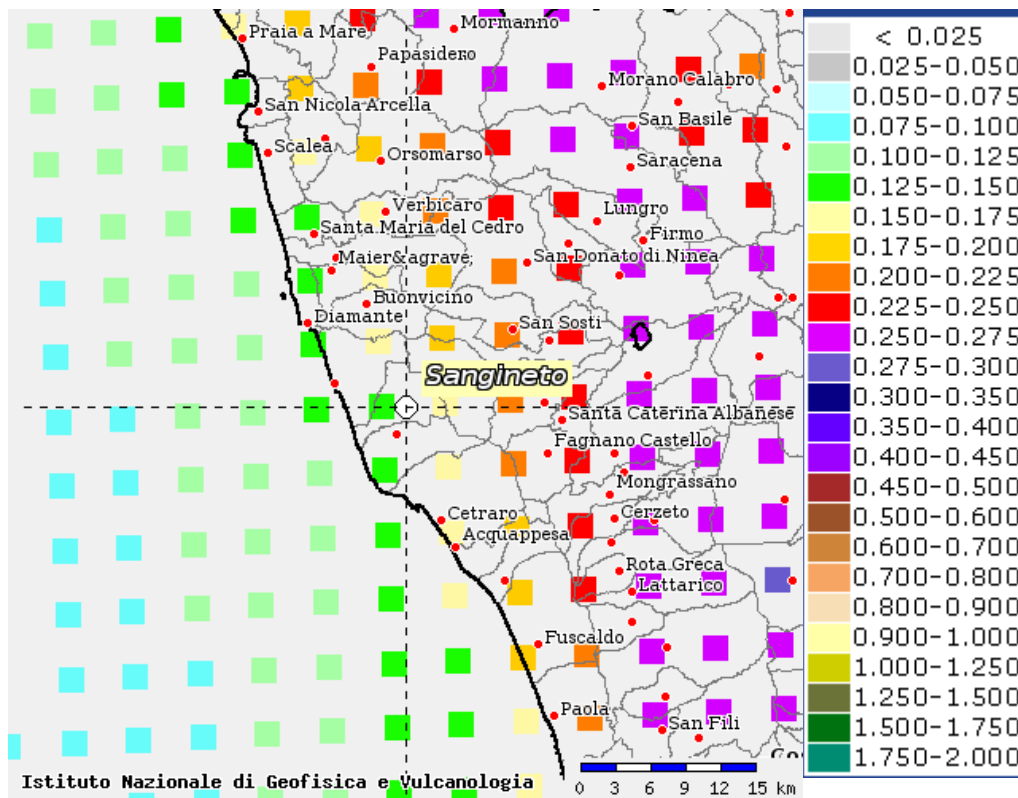 Mormanno
Praia a Mare
Papasidero
Morano Calabro
San Nicola Arcella
San Basile
Scalea
Orsomarso
Saracena
Verbicaro
Lungro
Santa Maria del Cedro
Firmo
Maier&agrave;
San Donato di Ninea
Buonvicino
Diamante
San Sosti
Sangineto
Santa Caterina Albanese
Fagnano Castello
Mongrassano
Cetraro
Cerzeto
Acquappesa
Rota Greca
Lattarico
Fuscaldo
Paola
San Fili
Istituto Nazionale di Geofisica e Vulcanologia
0 3 6 9 12 15 km
< 0.025
0.025-0.050
0.050-0.075
0.075-0.100
0.100-0.125
0.125-0.150
0.150-0.175
0.175-0.200
0.200-0.225
0.225-0.250
0.250-0.275
0.275-0.300
0.300-0.350
0.350-0.400
0.400-0.450
0.450-0.500
0.500-0.600
0.600-0.700
0.700-0.800
0.800-0.900
0.900-1.000
1.000-1.250
1.250-1.500
1.500-1.750
1.750-2.000